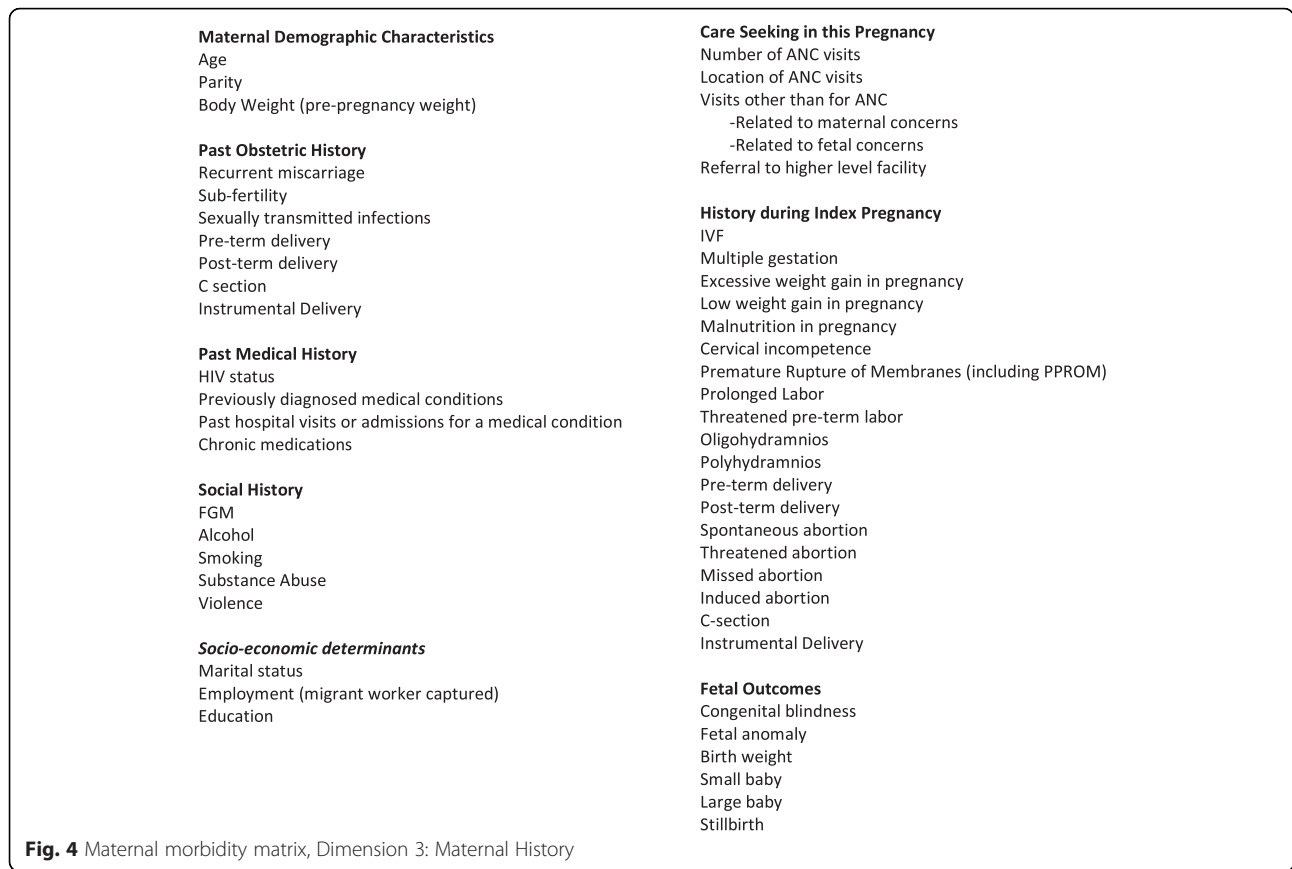 Maternal Demographic Characteristics
Age
Parity
Body Weight (pre-pregnancy weight)
Past Obstetric History
Recurrent miscarriage
Sub-fertility
Sexually transmitted infections
Pre-term delivery
Post-term delivery
C section
Instrumental Delivery
Past Medical History
HIV status
Previously diagnosed medical conditions
Past hospital visits or admissions for a medical condition
Chronic medications
Social History
FGM
Alcohol
Smoking
Substance Abuse
Violence
Socio-economic determinants
Marital status
Employment (migrant worker captured)
Education
Care Seeking in this Pregnancy
Number of ANC visits
Location of ANC visits
Visits other than for ANC
-Related to maternal concerns
-Related to fetal concerns
Referral to higher level facility
History during Index Pregnancy
IVF
Multiple gestation
Excessive weight gain in pregnancy
Low weight gain in pregnancy
Malnutrition in pregnancy
Cervical incompetence
Premature Rupture of Membranes (including PPROM)
Prolonged Labor
Threatened pre-term labor
Oligohydramnios
Polyhydramnios
Pre-term delivery
Post-term delivery
Spontaneous abortion
Threatened abortion
Missed abortion
Induced abortion
C-section
Instrumental Delivery
Fetal Outcomes
Congenital blindness
Fetal anomaly
Birth weight
Small baby
Large baby
Stillbirth
Fig. 4 Maternal morbidity matrix, Dimension 3: Maternal History